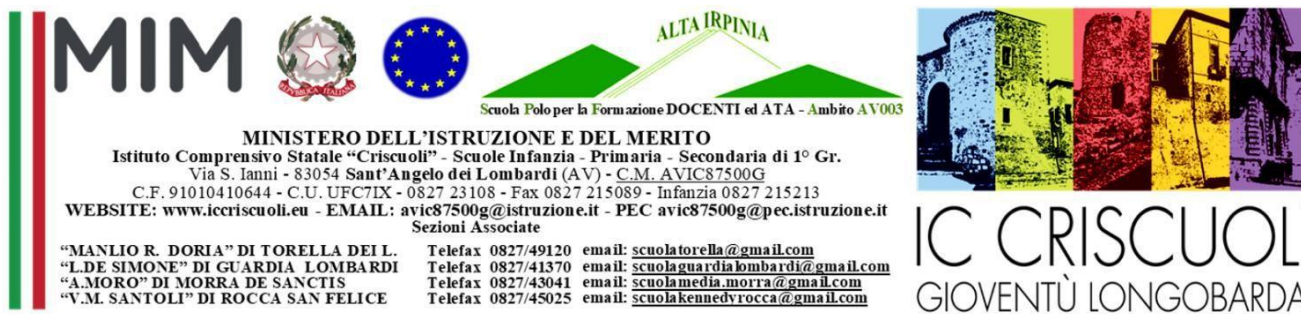 MIM
REPVBBLICA ITALIANA
ALTA IRPINIA
Scuola Polo per la Formazione DOCENTI ed ATA - Ambito AV003
MINISTERO DELL’ISTRUZIONE E DEL MERITO
Istituto Comprensivo Statale “Criscuoli” - Scuole Infanzia - Primaria - Secondaria di 1° Gr.
Via S. Ianni - 83054 Sant’Angelo dei Lombardi (AV) - C.M. AVIC87500G
C.F. 91010410644 - C.U. UFC7IX - 0827 23108 - Fax 0827 215089 - Infanzia 0827 215213
WEBSITE: www.iccriscuoli.eu - EMAIL: avic87500g@istruzione.it - PEC avic87500g@pec.istruzione.it
Sezioni Associate
“MANLIO R. DORIA” DI TORELLA DEI L. Telefax 0827/49120 email: scuolatorella@gmail.com
“L.DE SIMONE” DI GUARDIA LOMBARDI Telefax 0827/41370 email: scuolaguardialombardi@gmail.com
“A.MORO” DI MORRA DE SANCTIS Telefax 0827/43041 email: scuolamedia.morra@gmail.com
“V.M. SANTOLI” DI ROCCA SAN FELICE Telefax 0827/45025 email: scuolakennedyrocca@gmail.com
IC CRISCUOL
GIOVENTÙ LONGOBARDA